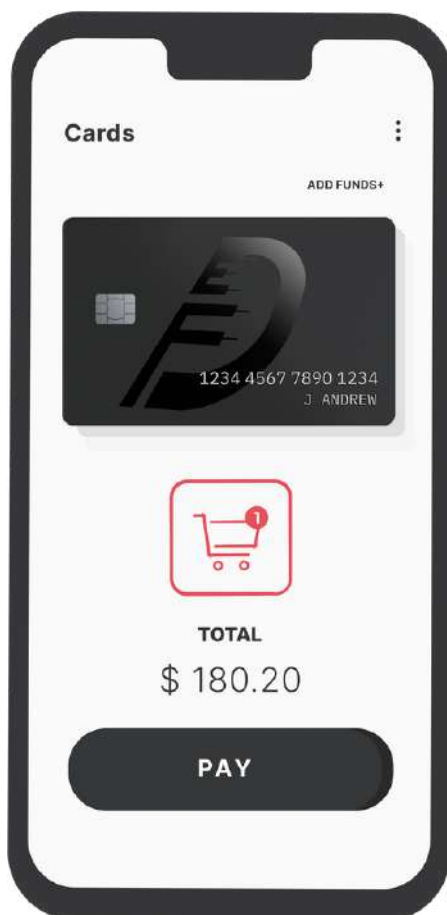 Cards
ADD FUNDS+
1234 4567 7890 1234
J ANDREW
1
TOTAL
$ 180.20
PAY